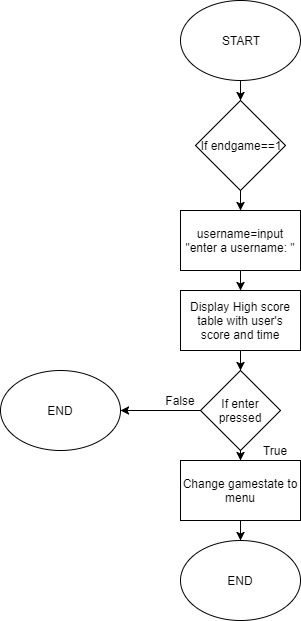 START
If endgame==1
username=input
"enter a username: "
Display High score
table with user's
score and time
False
END
If enter
pressed
True
Change gamestate to
menu
END